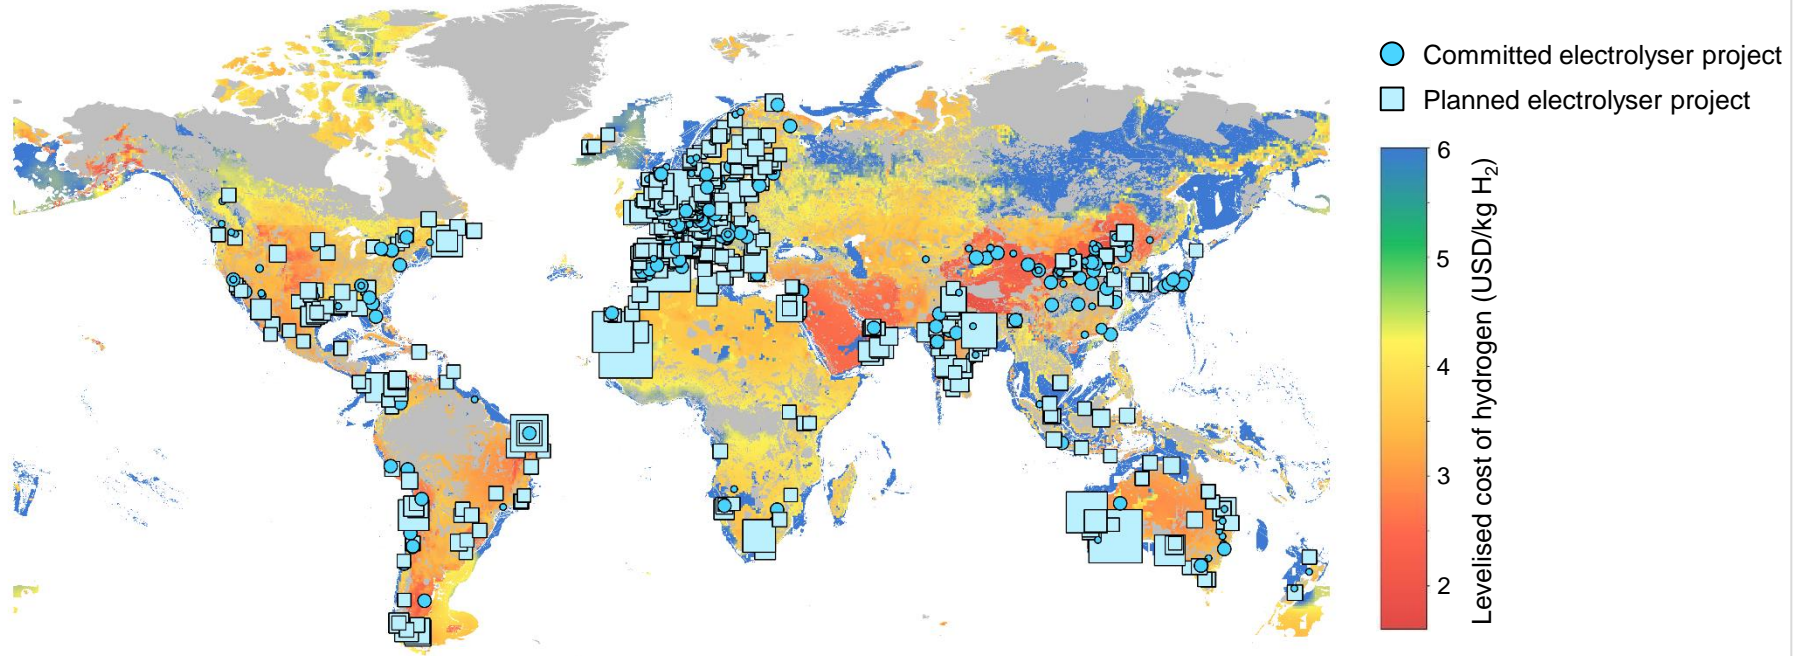 Committed electrolyser project
Planned electrolyser project
6
5
4
3
2
Levelised cost of hydrogen (USD/kg H₂)